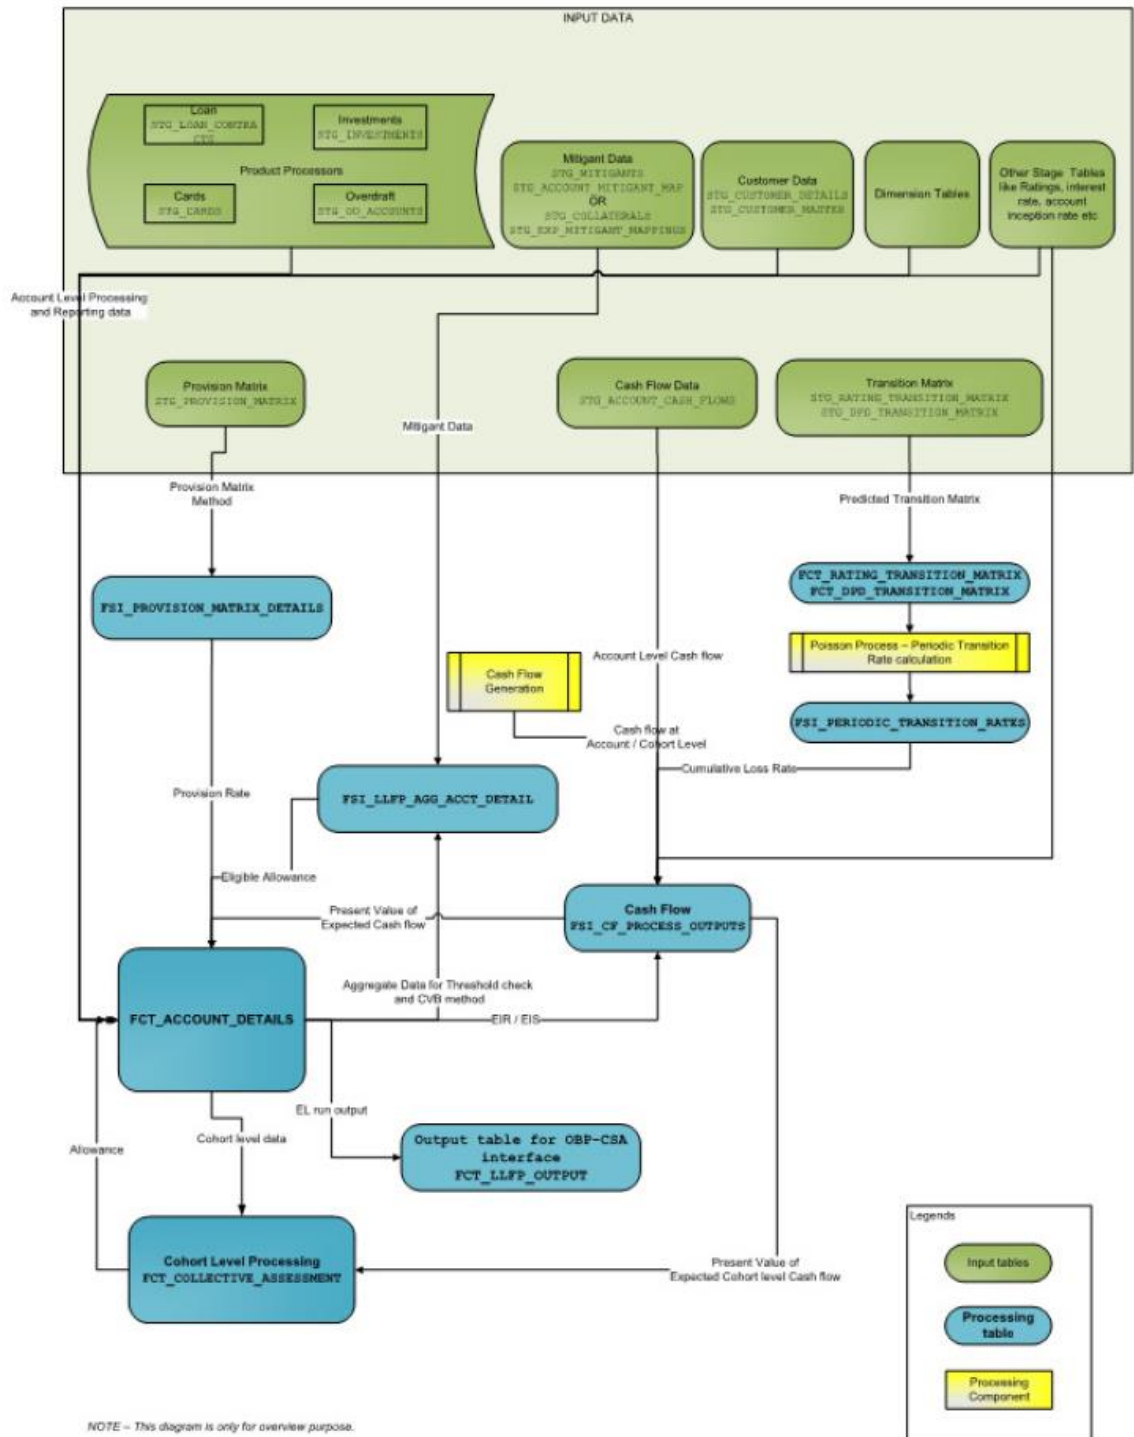 INPUT DATA
Loan
STG_LOAN_CONTRA
CTS
Investments
STG_INVESTMENTS
Product Processors
Cards
STG_CARDS
Overdraft
STG_OD_ACCOUNTS
Mitigant Data
STG_MITIGANTS
STG_ACCOUNT_MITIGANT_MAP
OR
STG_COLLATERALS
STG_EXP_MITIGANT_MAPPINGS
Customer Data
STG_CUSTOMER_DETAILS
STG_CUSTOMER_MASTER
Dimension Tables
Other Stage Tables
like Ratings, interest
rate, account
inception rate etc
Account Level Processing
and Reporting data
Provision Matrix
STG_PROVISION_MATRIX
Cash Flow Data
STG_ACCOUNT_CASH_FLOWS
Transition Matrix
STG_RATING_TRANSITION_MATRIX
STG_DPD_TRANSITION_MATRIX
Mitigant Data
Provision Matrix
Method
Predicted Transition Matrix
FSI_PROVISION_MATRIX_DETAILS
FCT_RATING_TRANSITION_MATRIX
FCT_DPD_TRANSITION_MATRIX
Cash Flow
Generation
Account Level Cash flow
Poisson Process – Periodic Transition
Rate calculation
Cash flow at
Account / Cohort Level
FSI_PERIODIC_TRANSITION_RATES
Cumulative Loss Rate
Provision Rate
FSI_LLFP_AGG_ACCT_DETAIL
Eligible Allowance
Present Value of
Expected Cash flow
Cash Flow
FSI_CF_PROCESS_OUTPUTS
Aggregate Data for Threshold check
and CVB method
FCT_ACCOUNT_DETAILS
EIR / EIS
EL run output
Cohort level data
Allowance
Output table for OBP-CSA
interface
FCT_LLFP_OUTPUT
Cohort Level Processing
FCT_COLLECTIVE_ASSESSMENT
Present Value of
Expected Cohort level Cash flow
Legends
Input tables
Processing
table
Processing
Component
NOTE – This diagram is only for overview purpose.